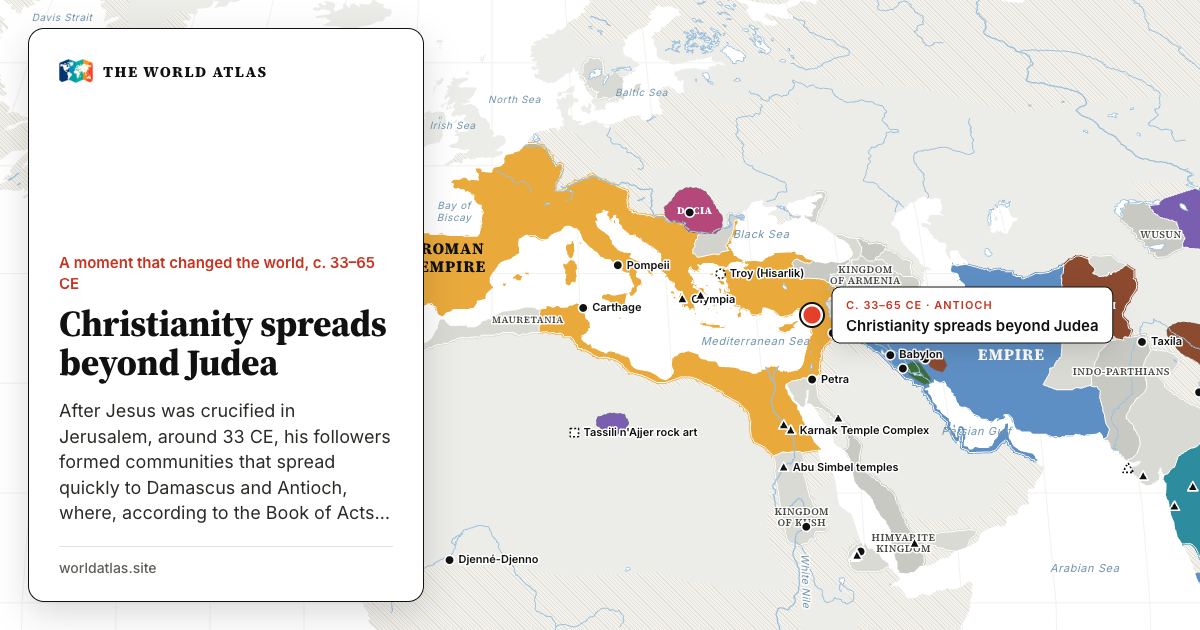 Davis Strait
THE WORLD ATLAS
A moment that changed the world, c. 33–65
CE
Christianity spreads
beyond Judea
After Jesus was crucified in
Jerusalem, around 33 CE, his followers
formed communities that spread
quickly to Damascus and Antioch,
where, according to the Book of Acts…
worldatlas.site
North Sea
Baltic Sea
Irish Sea
Bay of
Biscay
ROMAN
EMPIRE
Black Sea
WUSUN
Pompeii
Troy (Hisarlik)
KINGDOM
OF ARMENIA
Olympia
Carthage
MAURETANIA
C. 33–65 CE · ANTIOCH
Christianity spreads beyond Judea
Mediterranean Sea
Babylon
EMPIRE
Taxila
INDO-PARTHIANS
Petra
Tassili n'Ajjer rock art
Karnak Temple Complex
Persian Gulf
Abu Simbel temples
KINGDOM
OF KUSH
HIMYARITE
KINGDOM
Djenné-Djenno
White Nile
Arabian Sea